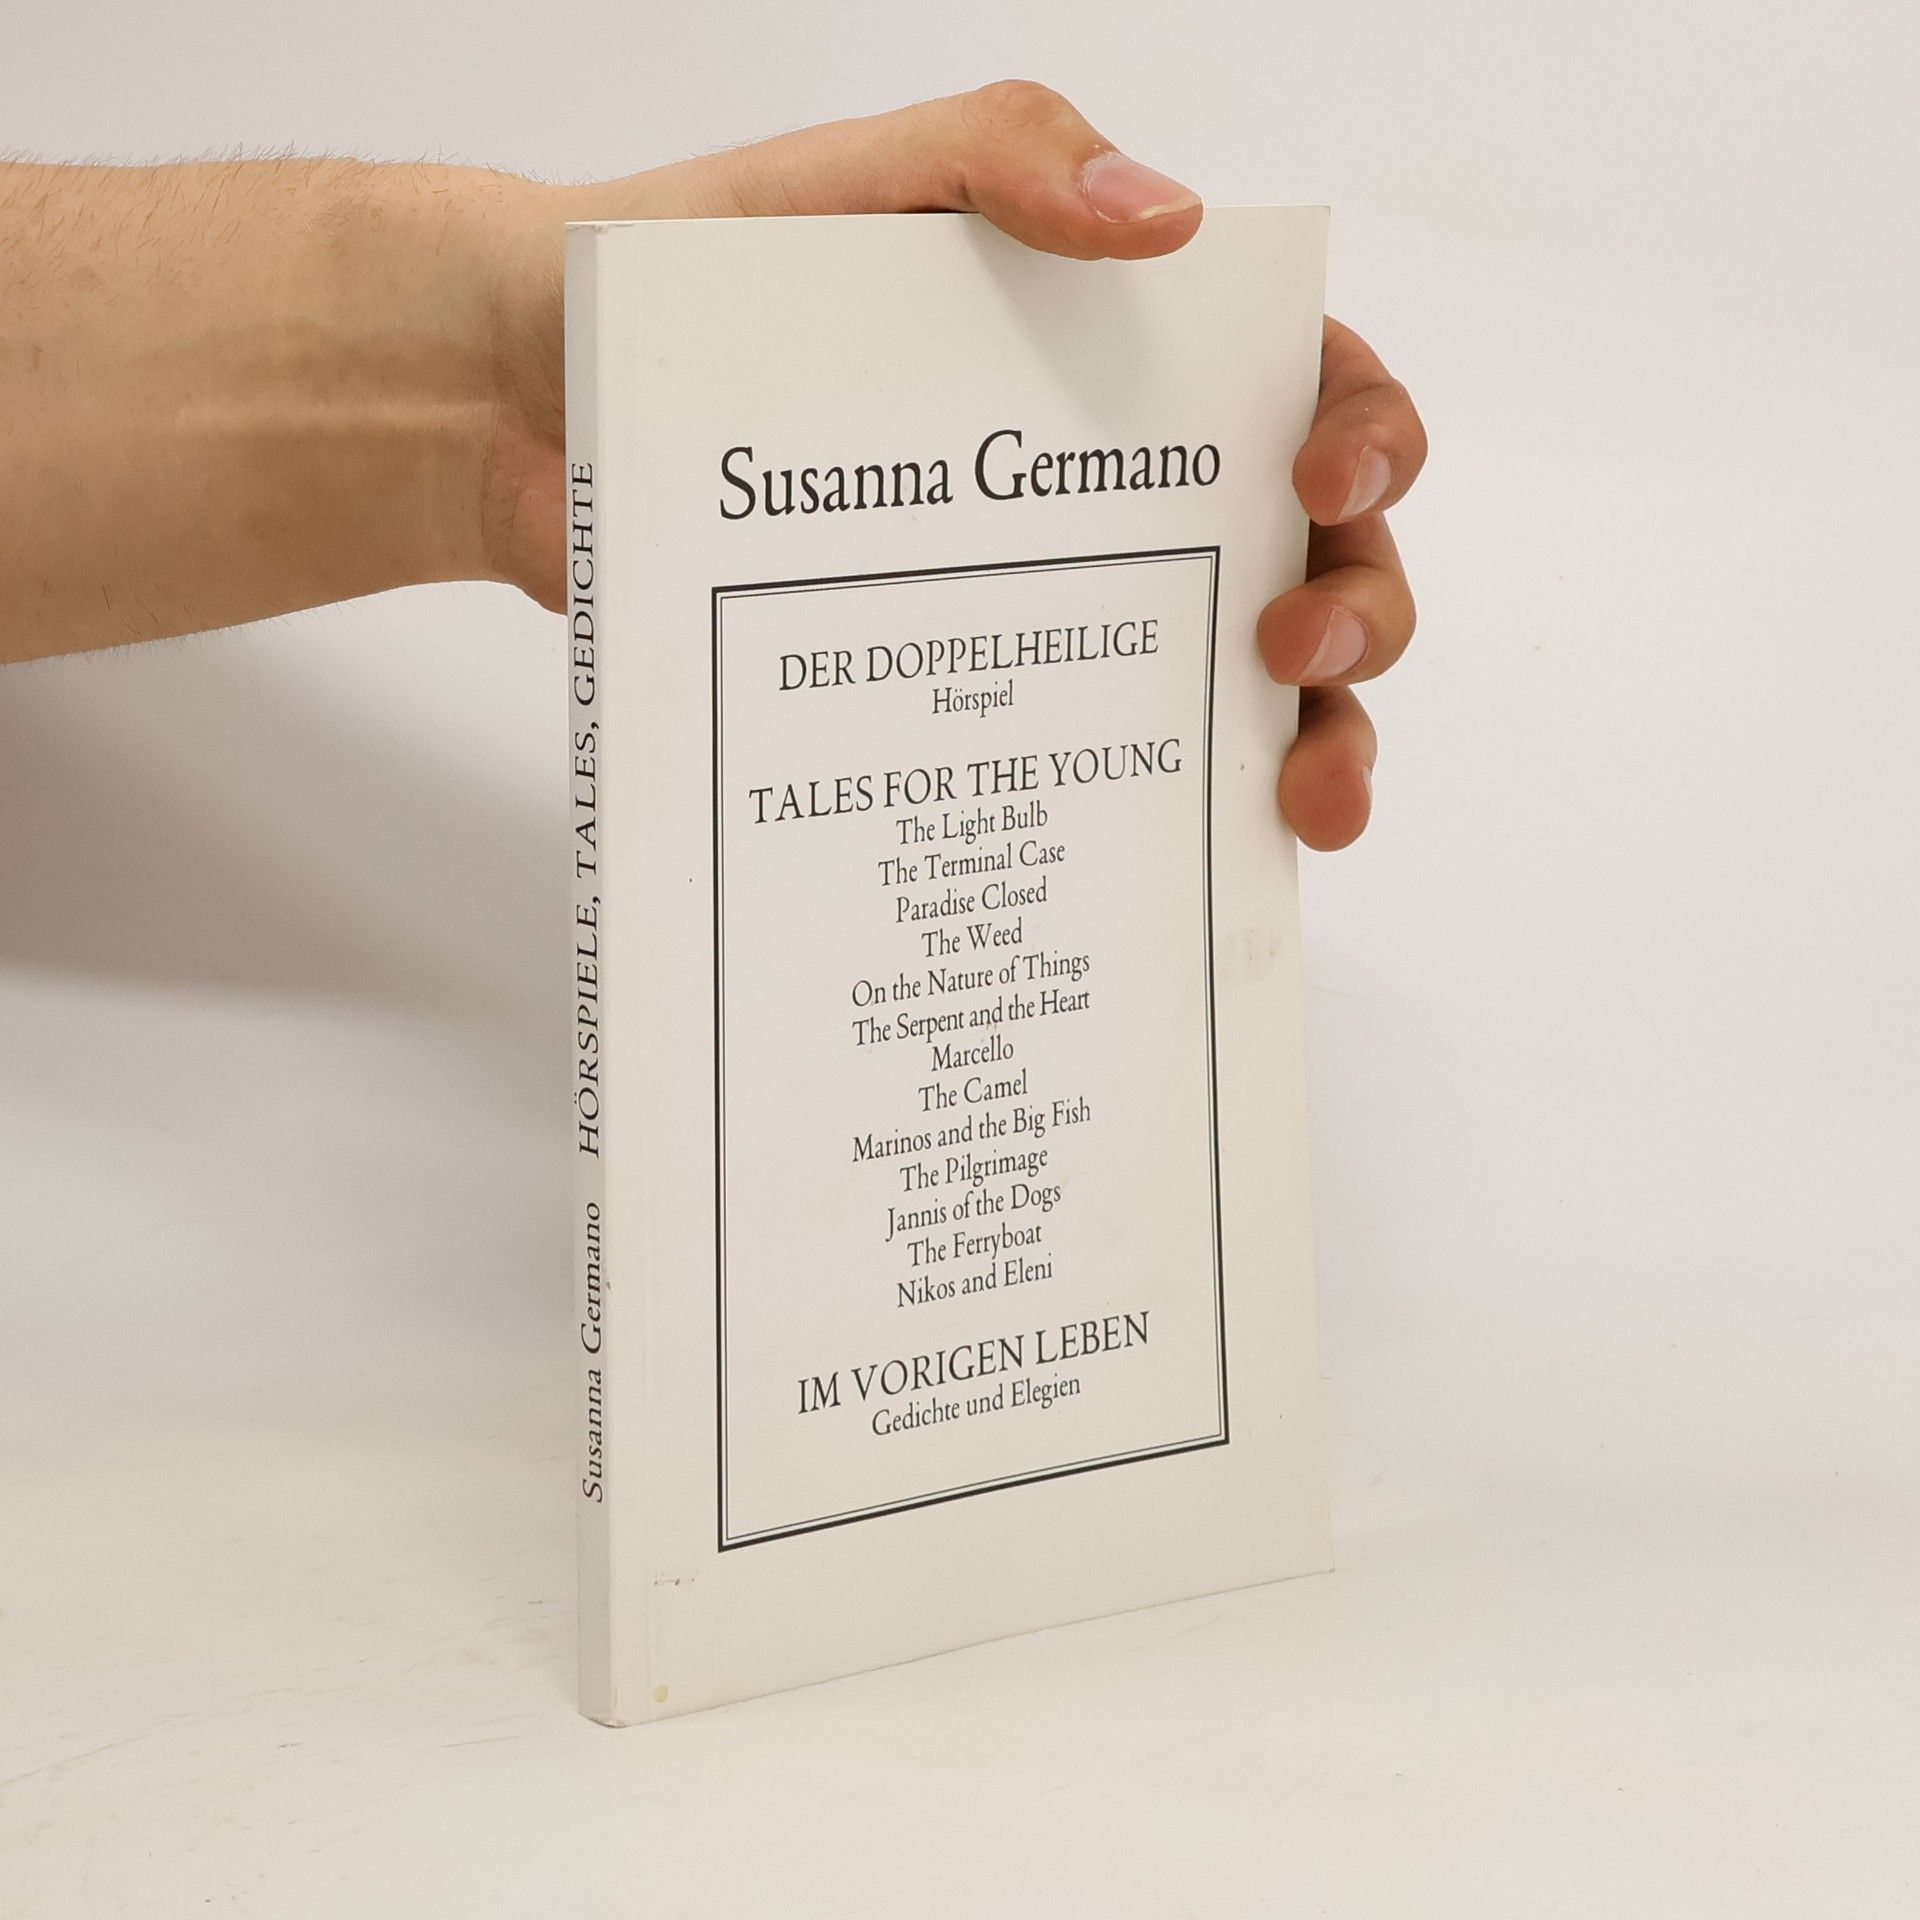 Susanna Germano
DER DOPPELHEILIGE
Hörspiel
TALES FOR THE YOUNG
The Light Bulb
The Terminal Case
Paradise Closed
The Weed
On the Nature of Things
The Serpent and the Heart
Marcello
The Camel
Marinos and the Big Fish
The Pilgrimage
Jannis of the Dogs
The Ferryboat
Nikos and Eleni
IM VORIGEN LEBEN
Gedichte und Elegien
Susanna Germano HÖRSPIELE, TALES, GEDICHTE